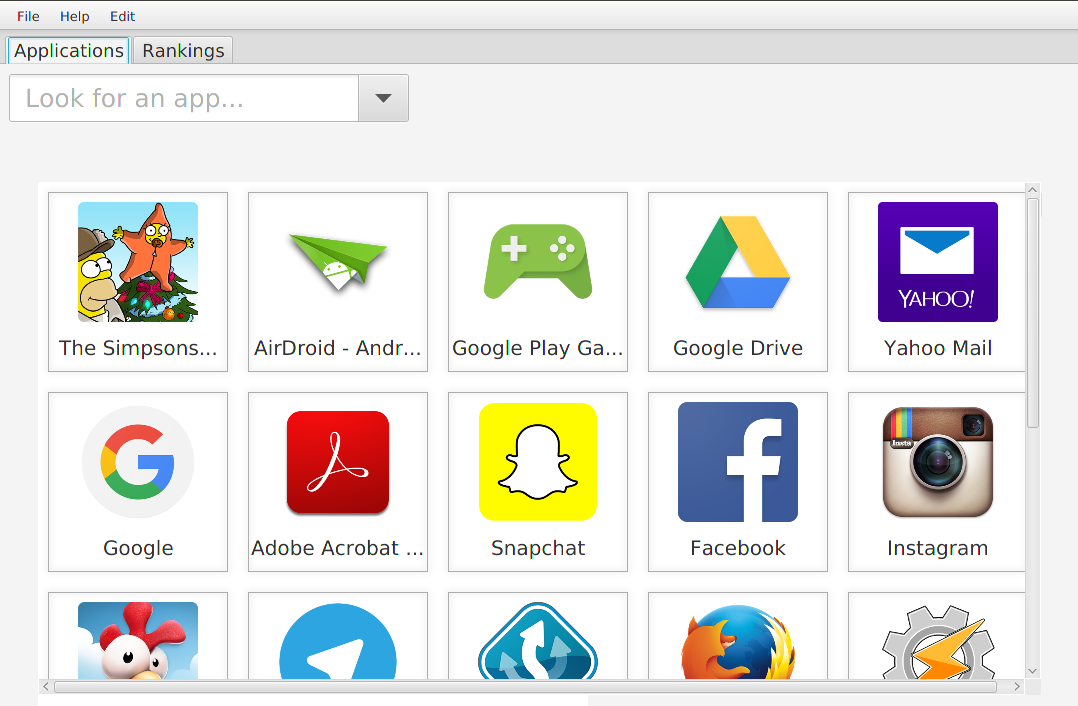 File Help Edit
Applications Rankings
Look for an app...
YAHOO!
The Simpsons... AirDroid - Andr... Google Play Ga... Google Drive Yahoo Mail
Insta
Google Adobe Acrobat ... Snapchat Facebook Instagram